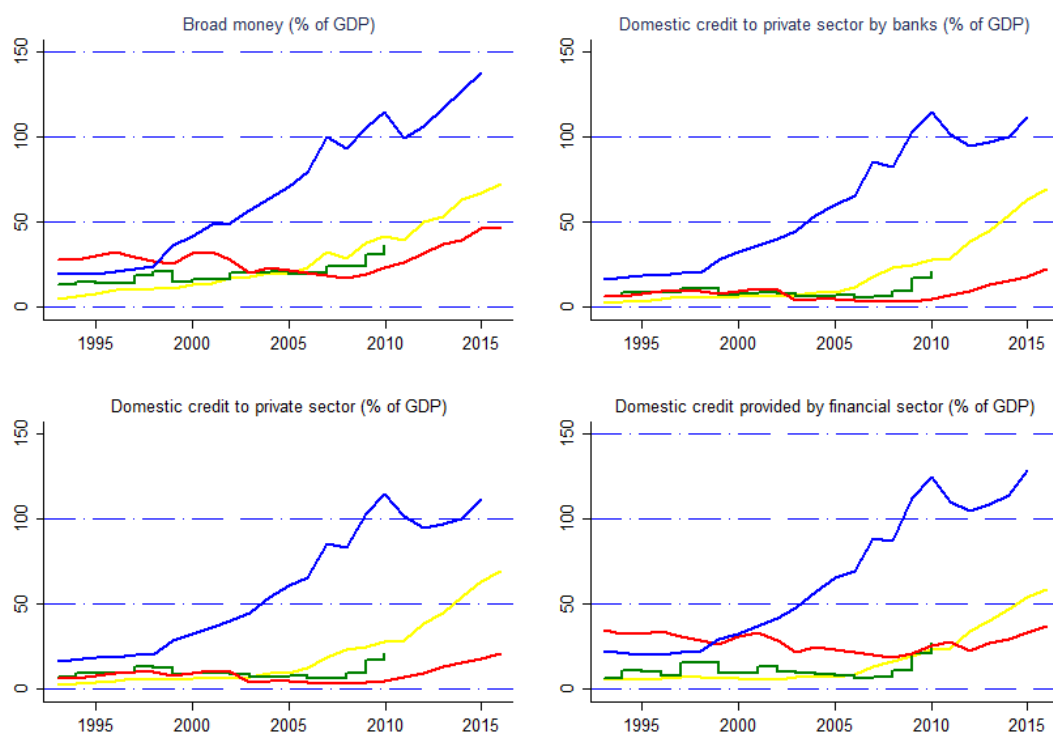 Broad money (% of GDP)
150
100
50
0
1995 2000 2005 2010 2015
Domestic credit to private sector by banks (% of GDP)
150
100
50
0
1995 2000 2005 2010 2015
Domestic credit to private sector (% of GDP)
150
100
50
0
1995 2000 2005 2010 2015
Domestic credit provided by financial sector (% of GDP)
150
100
50
0
1995 2000 2005 2010 2015